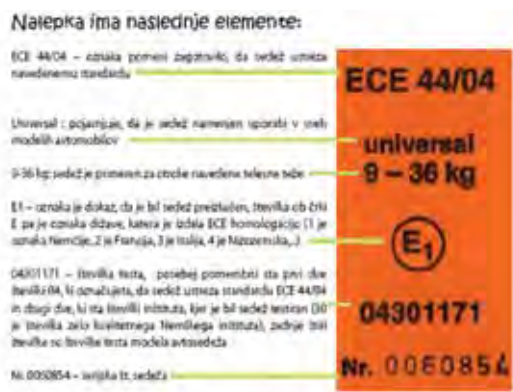 Nalepka ima naslednje elemente:
ECE 44/04 – oznaka pomeni zagotovilo, da sedež ustreza
navedenemu standardu
Universal : pojasnjuje, da je sedež namenjen uporabi v vseh
modelih avtomobilov
9-36 kg: sedež je primeren za otroke navedene telesne teže
E1 – oznaka je dokaz, da je bil sedež preizkušen, številka ob črki
E pa je oznaka države, katera je izdala ECE homologacijo (1 je
oznaka Nemčije, 2 je Francija, 3 je Italija, 4 je Nizozemska,..)
04301171 – številka testa, posebej pomembni sta prvi dve
številki 04, ki označujeta, da sedež ustreza standardu ECE 44/04
in drugi dve, ki sta številki inštituta, kjer je bil sedež testiran (30
je številka zelo kvalitetnega Nemškega inštituta), zadnje štiri
številke so številke testa modela avtosedeža
Nr. 0060854 – serijska št. sedeža
ECE 44/04
universal
9 – 36 kg
E1
04301171
Nr. 0060854